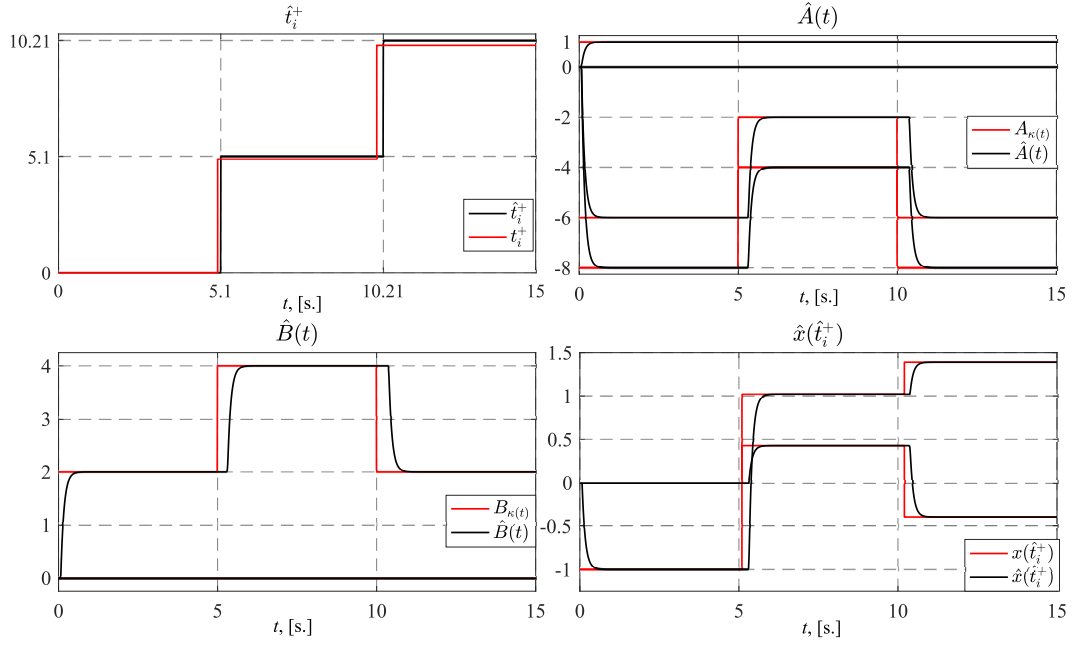 t̂ᵢ⁺
10.21
5.1
0
0 5.1 10.21 15
t, [s.]
t̂ᵢ⁺
tᵢ⁺
Â(t)
1
0
-2
-4
-6
-8
0 5 10 15
t, [s.]
A_κ(t)
Â(t)
B̂(t)
4
3
2
1
0
0 5 10 15
t, [s.]
B_κ(t)
B̂(t)
x̂(t̂ᵢ⁺)
1.5
1
0.5
0
-0.5
-1
0 5 10 15
t, [s.]
x(t̂ᵢ⁺)
x̂(t̂ᵢ⁺)